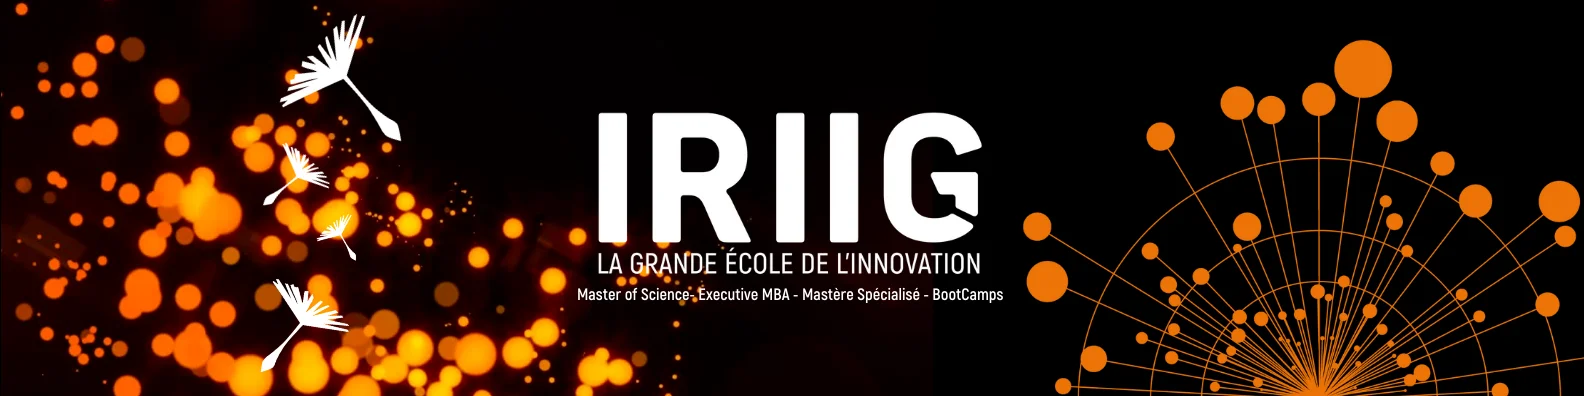 IRIIG
LA GRANDE ÉCOLE DE L'INNOVATION
Master of Science- Executive MBA - Mastère Spécialisé - BootCamps